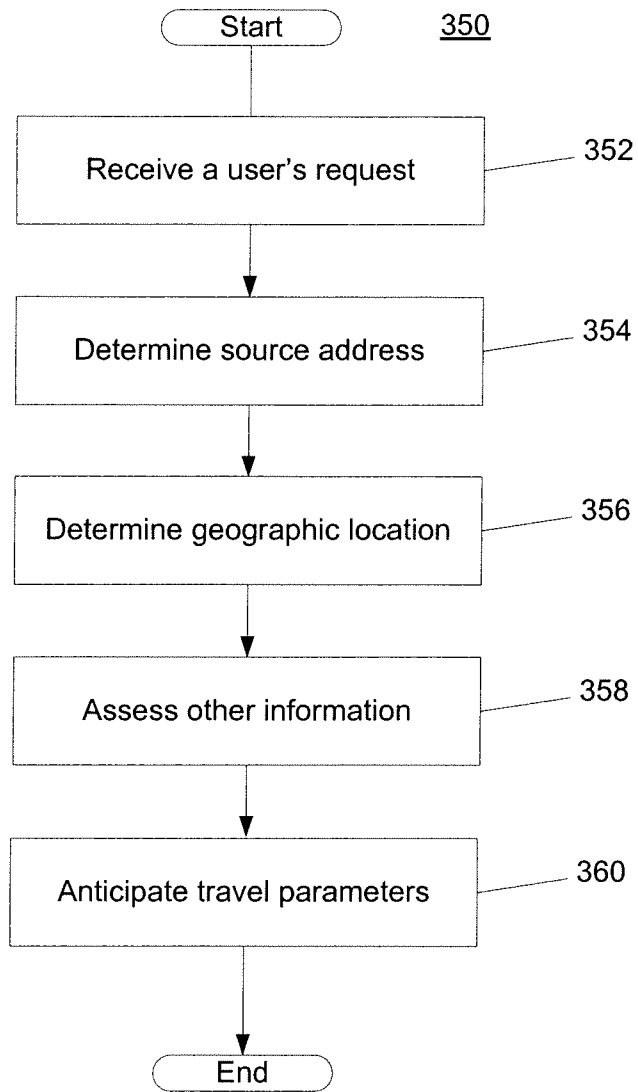 Start
350
Receive a user's request
352
Determine source address
354
Determine geographic location
356
Assess other information
358
Anticipate travel parameters
360
End